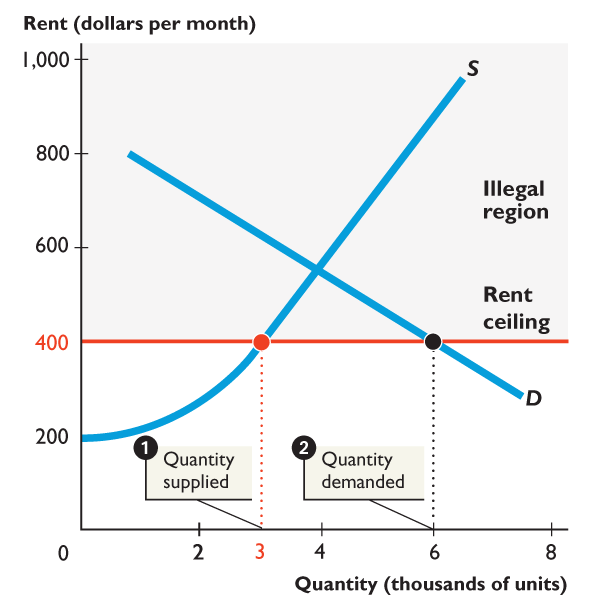 Rent (dollars per month)
1,000
S
800
Illegal
region
600
Rent
ceiling
400
D
200
1
Quantity
supplied
2
Quantity
demanded
0
2
3
4
6
8
Quantity (thousands of units)